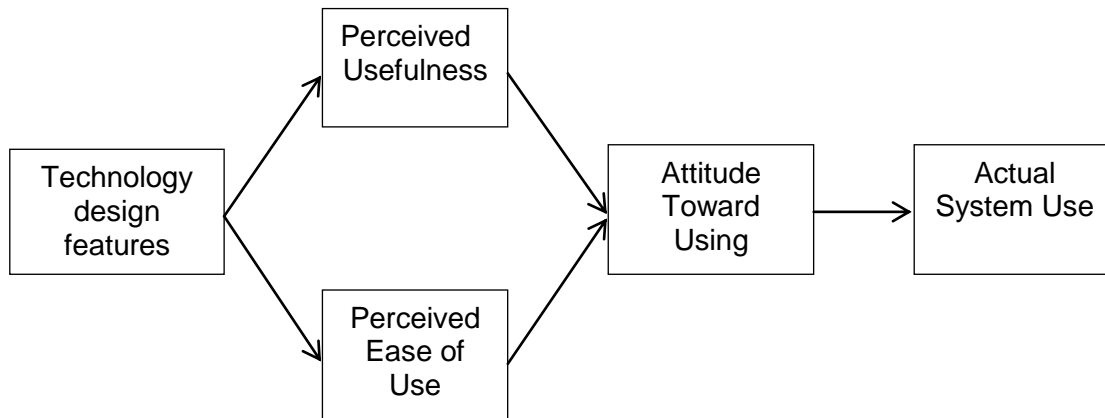 Perceived
Usefulness
Technology
design
features
Perceived
Ease of
Use
Attitude
Toward
Using
Actual
System Use